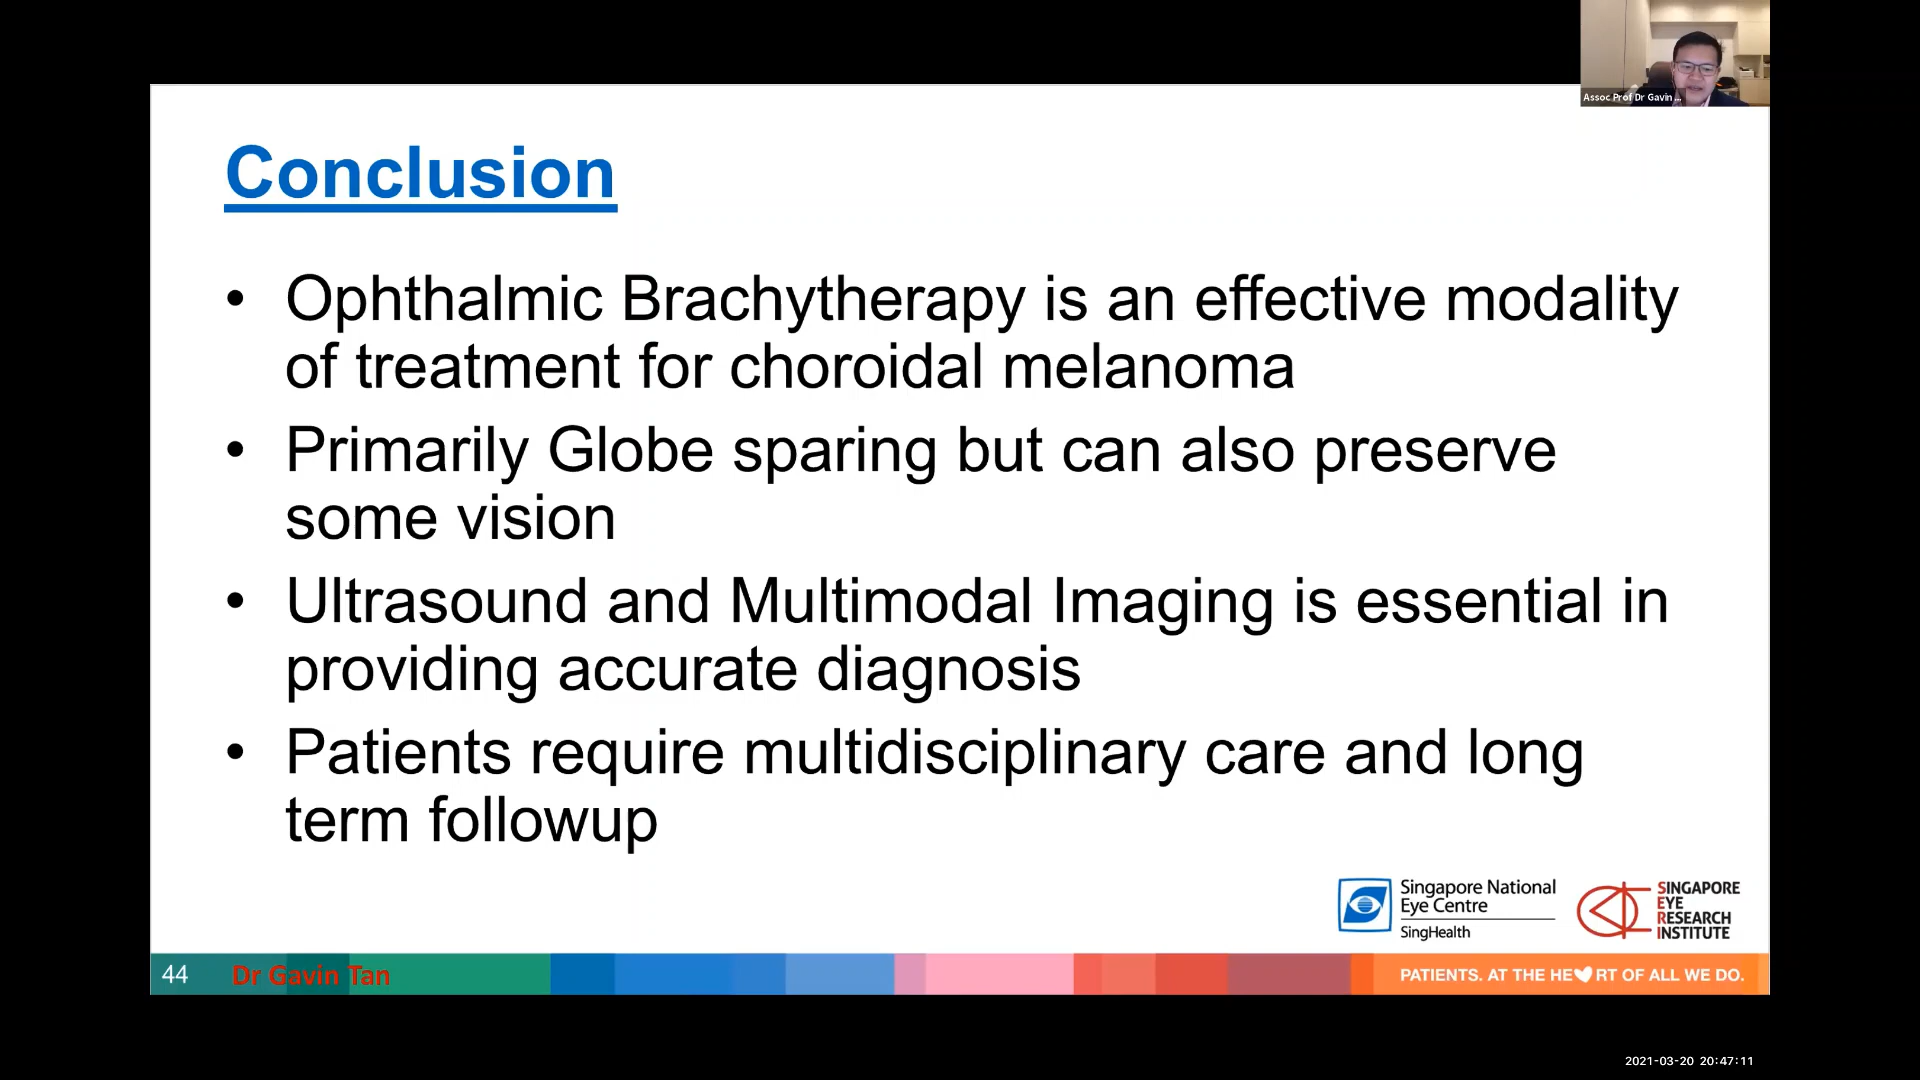 Assoc Prof Dr Gavin ...
Conclusion
• Ophthalmic Brachytherapy is an effective modality
of treatment for choroidal melanoma
• Primarily Globe sparing but can also preserve
some vision
• Ultrasound and Multimodal Imaging is essential in
providing accurate diagnosis
• Patients require multidisciplinary care and long
term followup
Singapore National
Eye Centre
SingHealth
SINGAPORE
EYE
RESEARCH
INSTITUTE
44 Dr Gavin Tan
PATIENTS. AT THE HE♥RT OF ALL WE DO.
2021-03-20 20:47:11